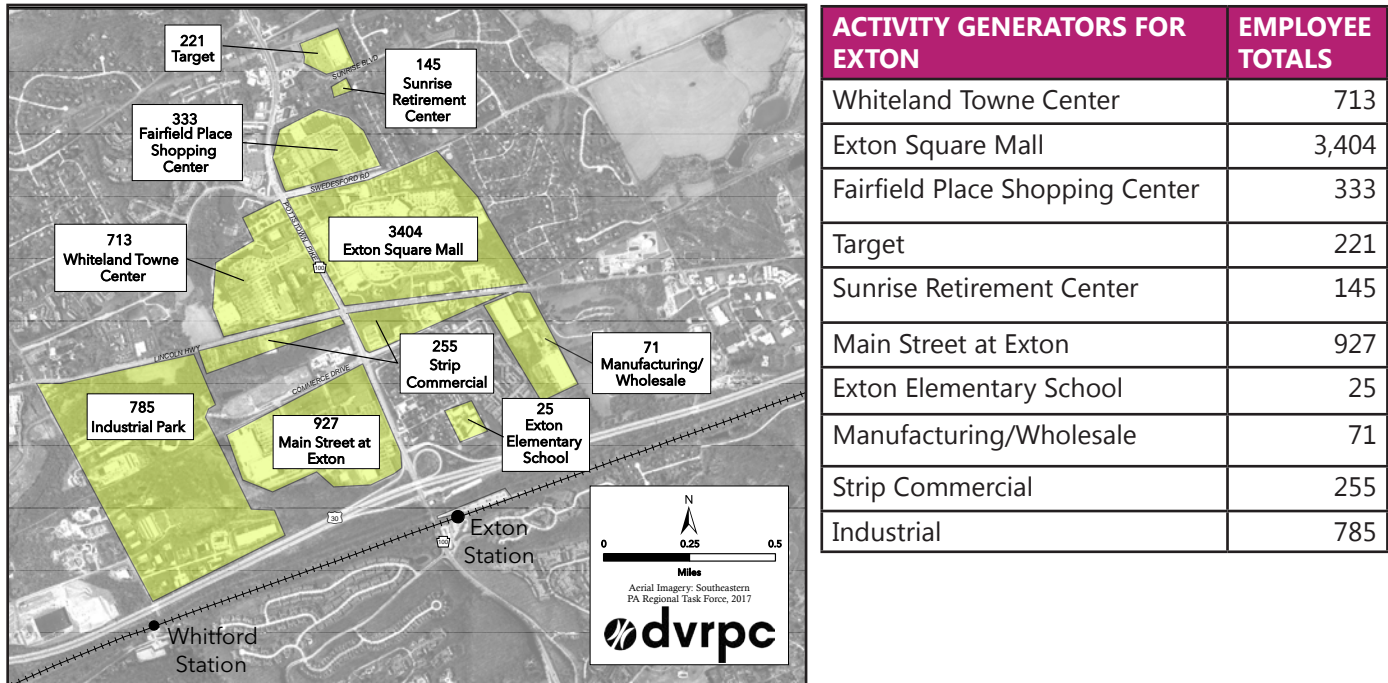 221
Target
145
Sunrise
Retirement
Center
SUNRISE BLVD
333
Fairfield Place
Shopping
Center
SWEDESFORD RD
POTTSTOWN PIKE
100
3404
Exton Square Mall
713
Whiteland Towne
Center
LINCOLN HWY
255
Strip
Commercial
71
Manufacturing/
Wholesale
COMMERCE DRIVE
785
Industrial Park
927
Main Street at
Exton
25
Exton
Elementary
School
30
100
Exton
Station
Whitford
Station
N
0 0.25 0.5
Miles
Aerial Imagery: Southeastern
PA Regional Task Force, 2017
dvrpc
ACTIVITY GENERATORS FOR EXTON EMPLOYEE TOTALS
Whiteland Towne Center 713
Exton Square Mall 3,404
Fairfield Place Shopping Center 333
Target 221
Sunrise Retirement Center 145
Main Street at Exton 927
Exton Elementary School 25
Manufacturing/Wholesale 71
Strip Commercial 255
Industrial 785